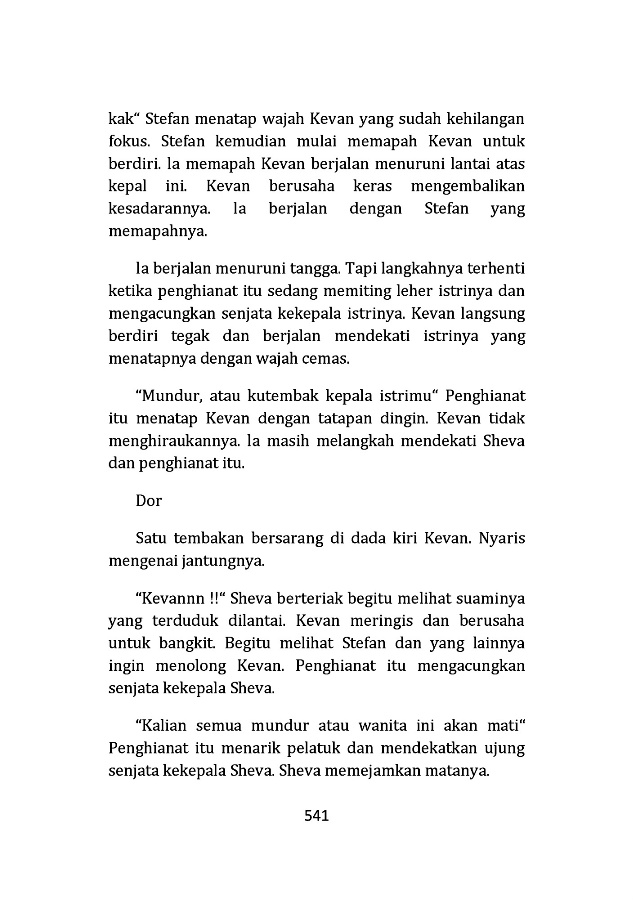 kak“ Stefan menatap wajah Kevan yang sudah kehilangan
fokus. Stefan kemudian mulai memapah Kevan untuk
berdiri. Ia memapah Kevan berjalan menuruni lantai atas
kepal ini. Kevan berusaha keras mengembalikan
kesadarannya. Ia berjalan dengan Stefan yang
memapahnya.
Ia berjalan menuruni tangga. Tapi langkahnya terhenti
ketika penghianat itu sedang memiting leher istrinya dan
mengacungkan senjata kekepala istrinya. Kevan langsung
berdiri tegak dan berjalan mendekati istrinya yang
menatapnya dengan wajah cemas.
“Mundur, atau kutembak kepala istrimu“ Penghianat
itu menatap Kevan dengan tatapan dingin. Kevan tidak
menghiraukannya. Ia masih melangkah mendekati Sheva
dan penghianat itu.
Dor
Satu tembakan bersarang di dada kiri Kevan. Nyaris
mengenai jantungnya.
“Kevannn !!“ Sheva berteriak begitu melihat suaminya
yang terduduk dilantai. Kevan meringis dan berusaha
untuk bangkit. Begitu melihat Stefan dan yang lainnya
ingin menolong Kevan. Penghianat itu mengacungkan
senjata kekepala Sheva.
“Kalian semua mundur atau wanita ini akan mati“
Penghianat itu menarik pelatuk dan mendekatkan ujung
senjata kekepala Sheva. Sheva memejamkan matanya.
541